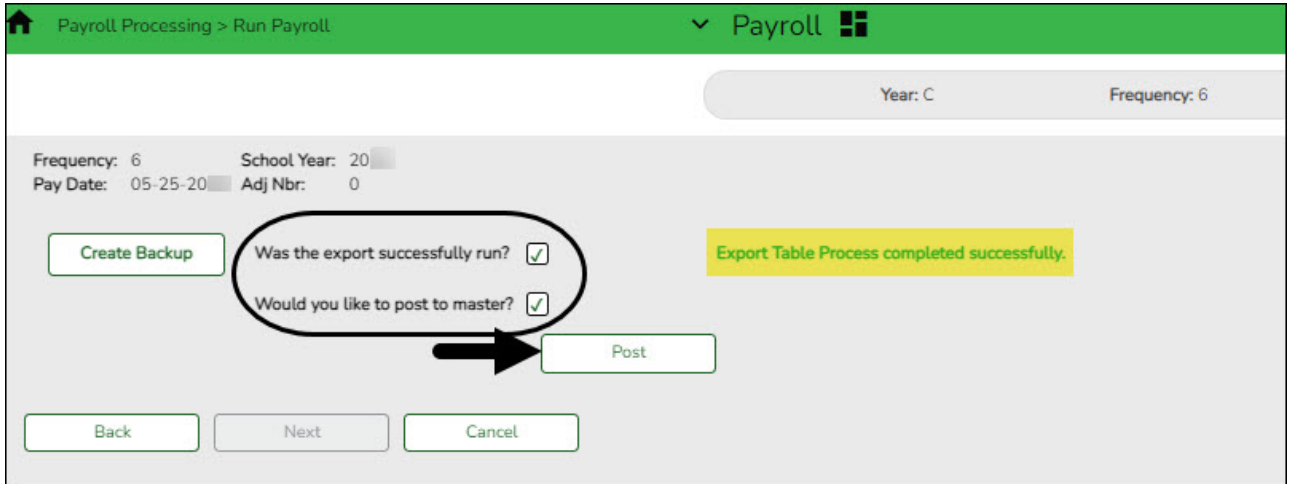 Payroll Processing > Run Payroll
Payroll
Year: C Frequency: 6
Frequency: 6 School Year: 20
Pay Date: 05-25-20 Adj Nbr: 0
Create Backup Was the export successfully run? Export Table Process completed successfully.
Would you like to post to master?
Post
Back Next Cancel